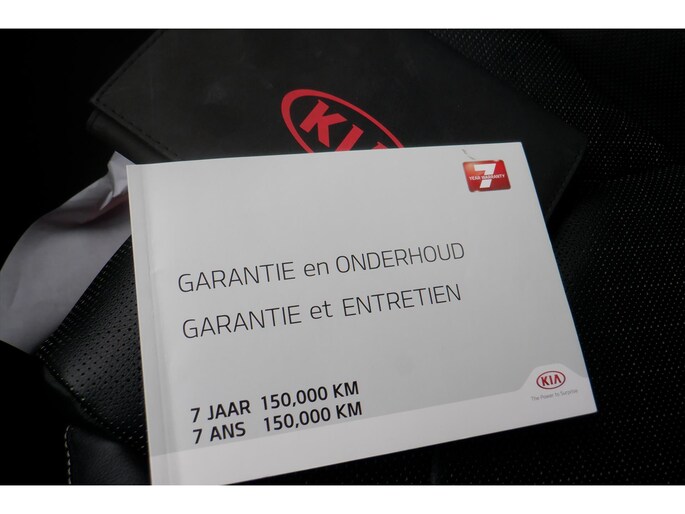 KIA
7
YEAR WARRANTY
GARANTIE en ONDERHOUD
GARANTIE et ENTRETIEN
7 JAAR 150,000 KM
7 ANS 150,000 KM
KIA
The Power To Surprise